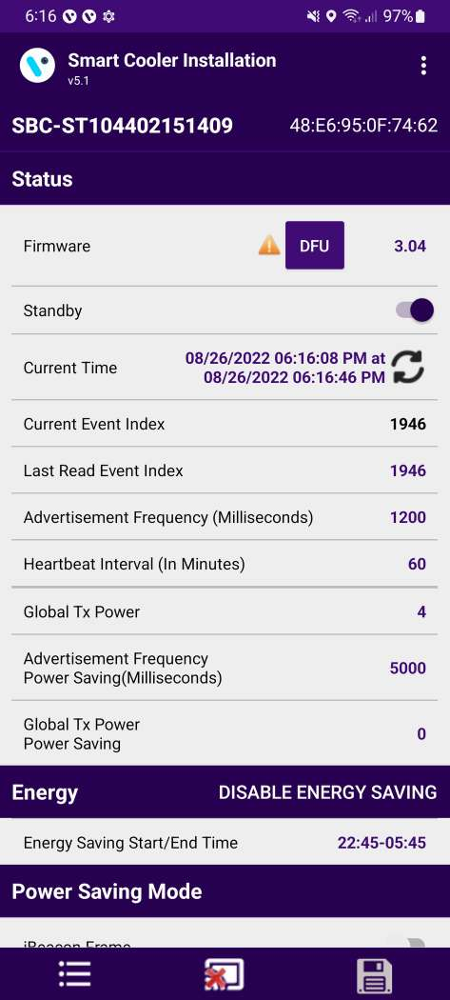 6:16
97%
Smart Cooler Installation
v5.1
SBC-ST104402151409 48:E6:95:0F:74:62
Status
Firmware DFU 3.04
Standby
Current Time 08/26/2022 06:16:08 PM at
08/26/2022 06:16:46 PM
Current Event Index 1946
Last Read Event Index 1946
Advertisement Frequency (Milliseconds) 1200
Heartbeat Interval (In Minutes) 60
Global Tx Power 4
Advertisement Frequency
Power Saving(Milliseconds) 5000
Global Tx Power
Power Saving 0
Energy DISABLE ENERGY SAVING
Energy Saving Start/End Time 22:45-05:45
Power Saving Mode
iBeacon Frame